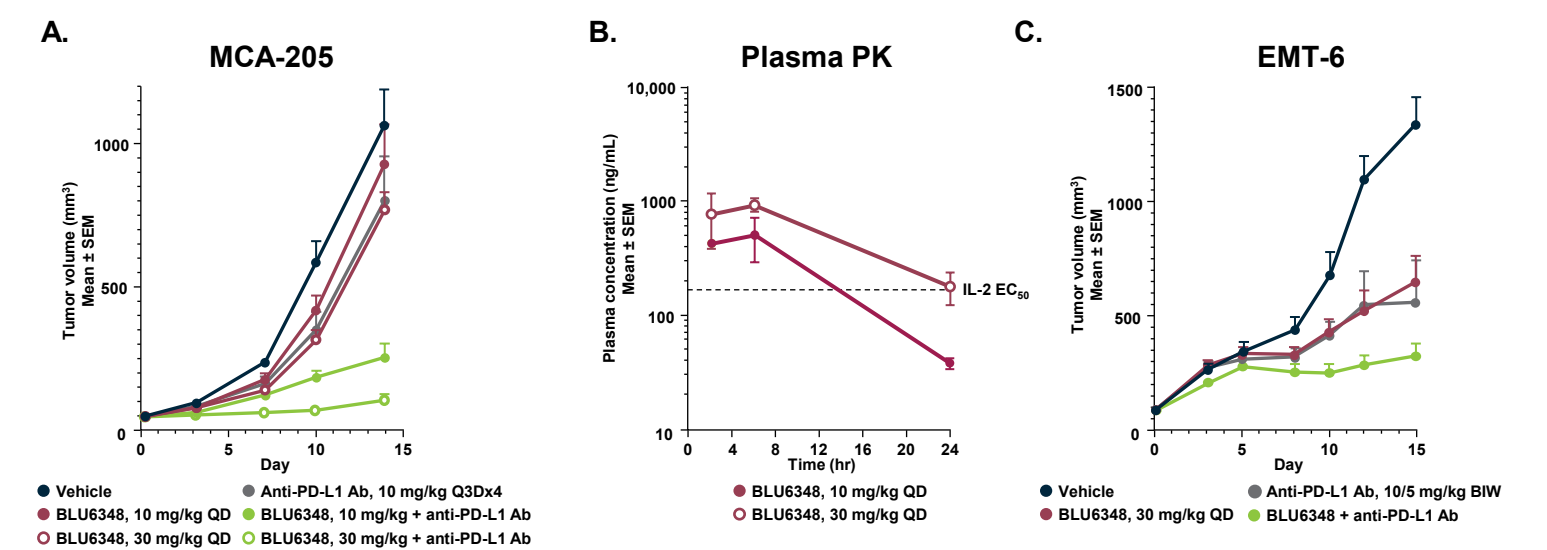 A.
MCA-205
Tumor volume (mm³)
Mean ± SEM
1000
500
0
0 5 10 15
Day
Vehicle
BLU6348, 10 mg/kg QD
BLU6348, 30 mg/kg QD
Anti-PD-L1 Ab, 10 mg/kg Q3Dx4
BLU6348, 10 mg/kg + anti-PD-L1 Ab
BLU6348, 30 mg/kg + anti-PD-L1 Ab
B.
Plasma PK
Plasma concentration (ng/mL)
Mean ± SEM
10,000
1000
100
10
IL-2 EC₅₀
0 4 8 12 16 20 24
Time (hr)
BLU6348, 10 mg/kg QD
BLU6348, 30 mg/kg QD
C.
EMT-6
Tumor volume (mm³)
Mean ± SEM
1500
1000
500
0
0 5 10 15
Day
Vehicle
BLU6348, 30 mg/kg QD
Anti-PD-L1 Ab, 10/5 mg/kg BIW
BLU6348 + anti-PD-L1 Ab